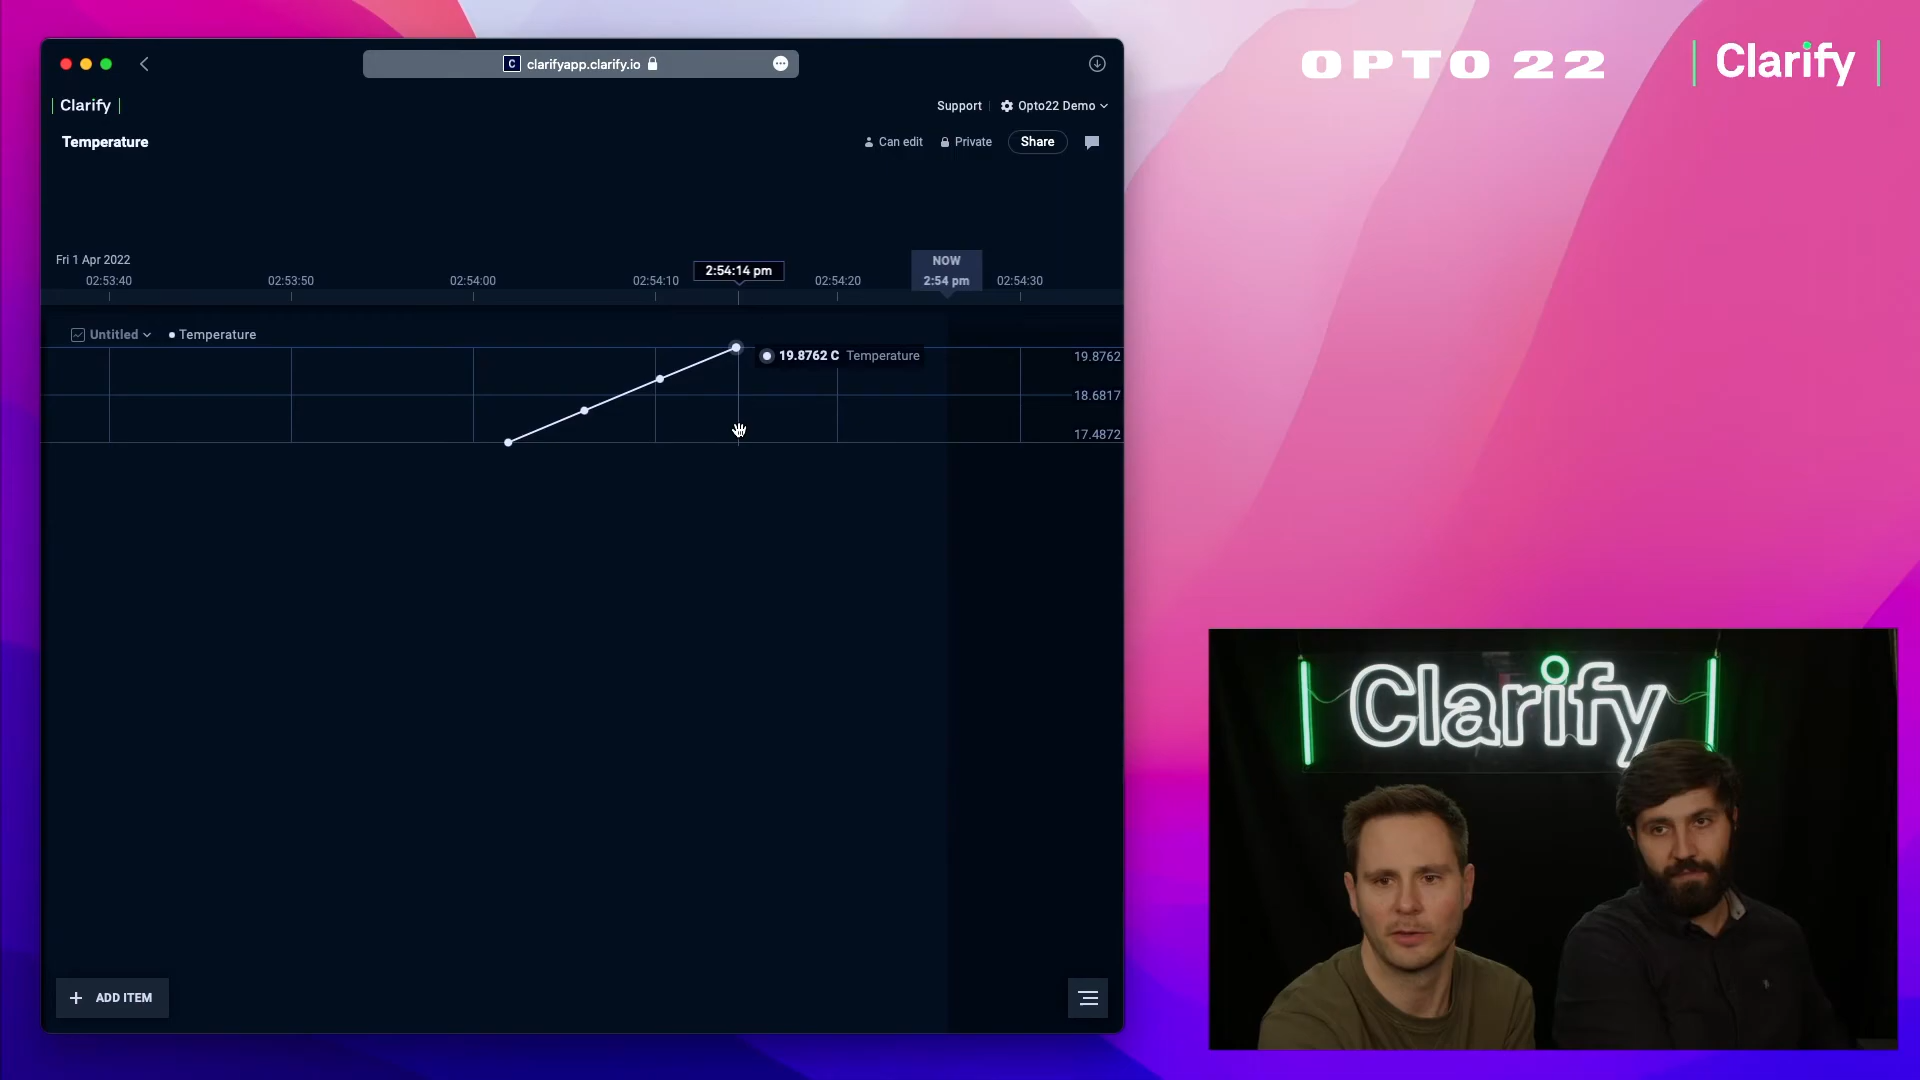 OPTO 22
Clarify
C clarifyapp.clarify.io
Clarify
Support
Opto22 Demo
Temperature
Can edit
Private
Share
Fri 1 Apr 2022
NOW
2:54 pm
2:54:14 pm
02:53:40
02:53:50
02:54:00
02:54:10
02:54:20
02:54:30
Untitled
Temperature
19.8762 C Temperature
19.8762
18.6817
17.4872
ADD ITEM
Clarify